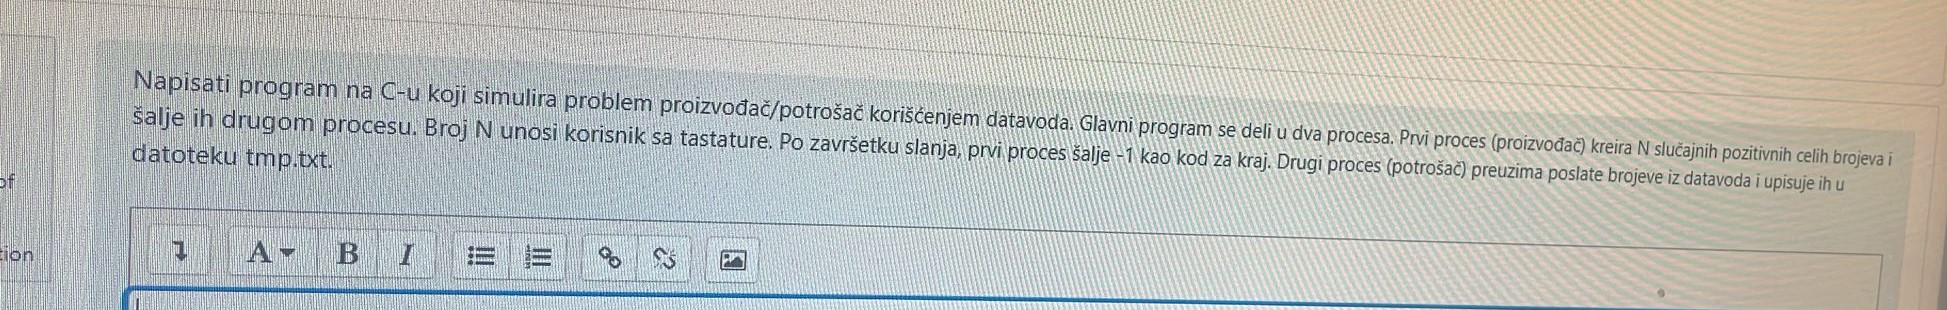 Napisati program na C-u koji simulira problem proizvođač/potrošač korišćenjem datavoda. Glavni program se deli u dva procesa. Prvi proces (proizvođač) kreira N slučajnih pozitivnih celih brojeva i
šalje ih drugom procesu. Broj N unosi korisnik sa tastature. Po završetku slanja, prvi proces šalje -1 kao kod za kraj. Drugi proces (potrošač) preuzima poslate brojeve iz datavoda i upisuje ih u
datoteku tmp.txt.
of
tion
A B I